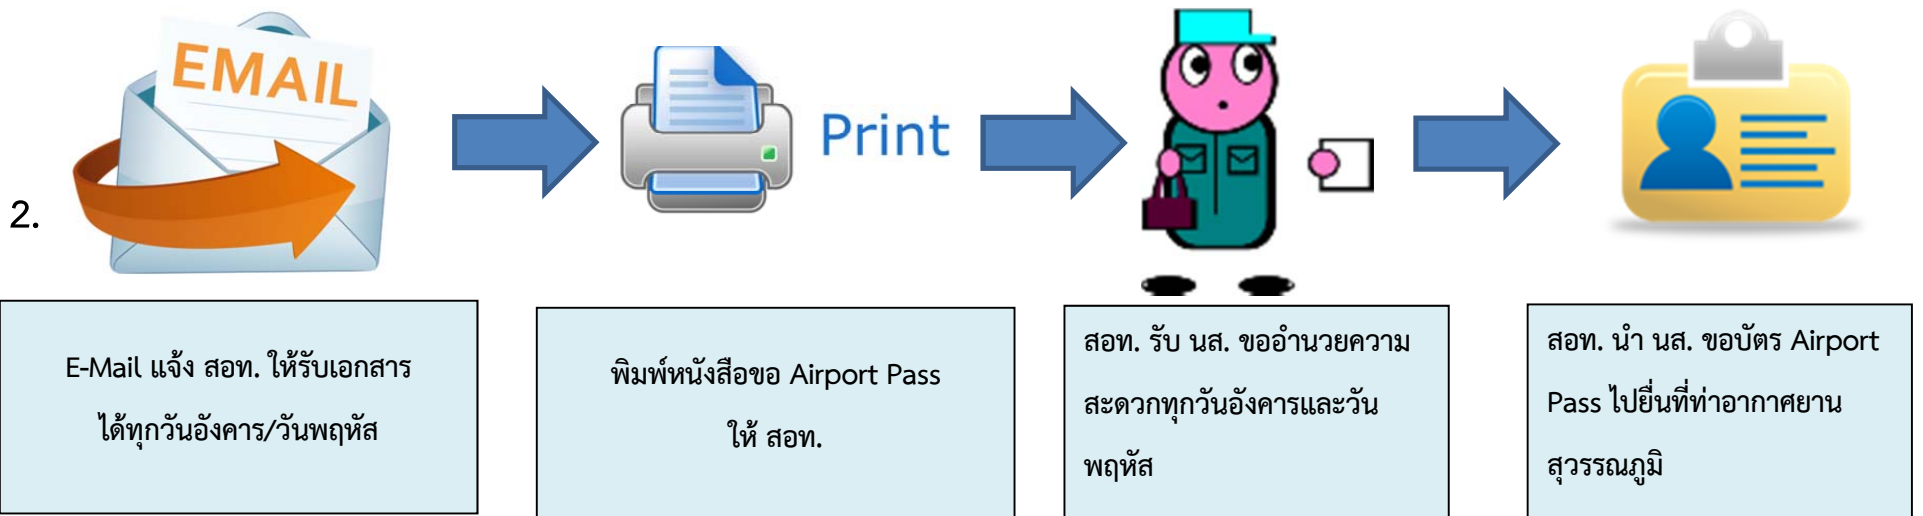 EMAIL
Print
2.
E-Mail แจ้ง สอท. ให้รับเอกสาร
ได้ทุกวันอังคาร/วันพฤหัส
พิมพ์หนังสือขอ Airport Pass
ให้ สอท.
สอท. รับ นส. ขออำนวยความ
สะดวกทุกวันอังคารและวัน
พฤหัส
สอท. นำ นส. ขอบัตร Airport
Pass ไปยื่นที่ท่าอากาศยาน
สุวรรณภูมิ